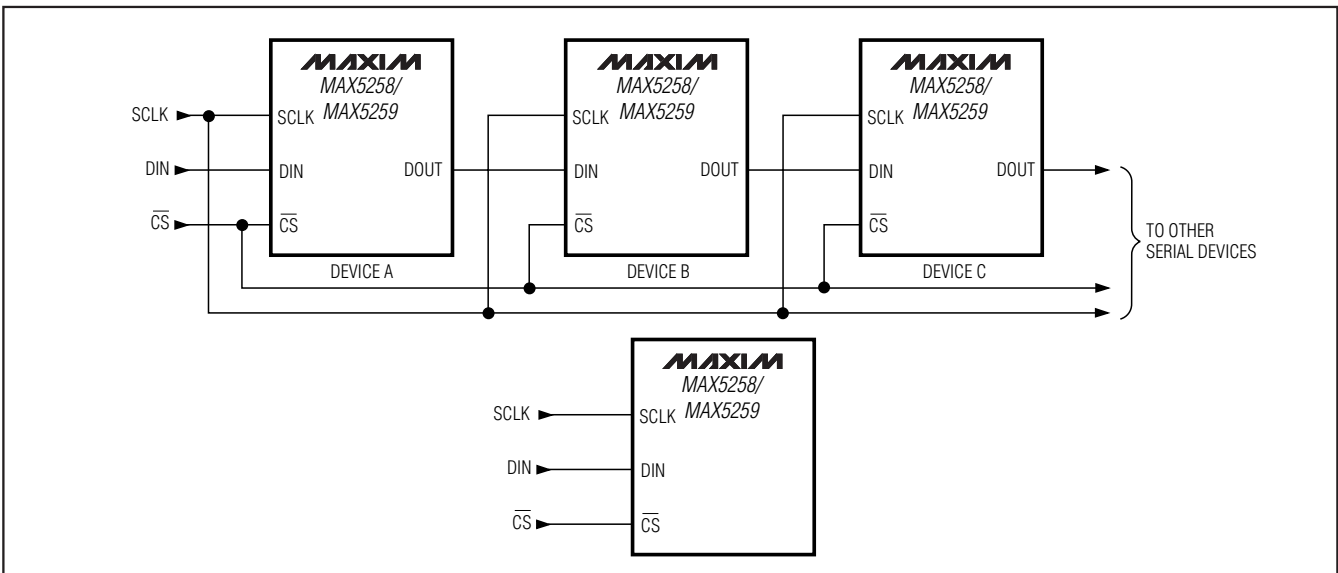 MAXIM
MAX5258/
MAX5259
SCLK
SCLK
DIN
DIN
DOUT
CS
CS
DEVICE A
MAXIM
MAX5258/
MAX5259
SCLK
DIN
DOUT
CS
DEVICE B
MAXIM
MAX5258/
MAX5259
SCLK
DIN
DOUT
CS
DEVICE C
TO OTHER
SERIAL DEVICES
MAXIM
MAX5258/
MAX5259
SCLK
SCLK
DIN
DIN
CS
CS